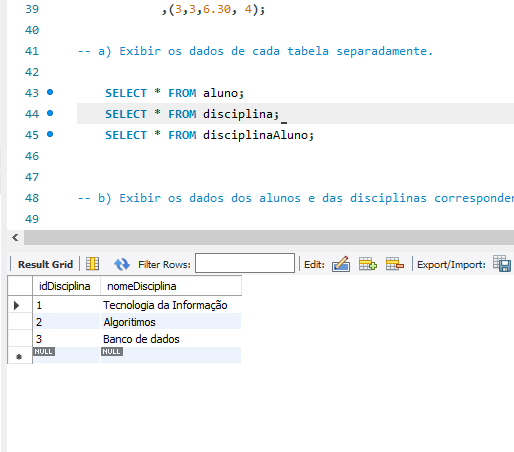 39 ,(3,3,6.30, 4);
40
41 -- a) Exibir os dados de cada tabela separadamente.
42
43 SELECT * FROM aluno;
44 SELECT * FROM disciplina;
45 SELECT * FROM disciplinaAluno;
46
47
48 -- b) Exibir os dados dos alunos e das disciplinas corresponder
49
Result Grid Filter Rows: Edit: Export/Import:
idDisciplina nomeDisciplina
1 Tecnologia da Informação
2 Algoritimos
3 Banco de dados
NULL NULL